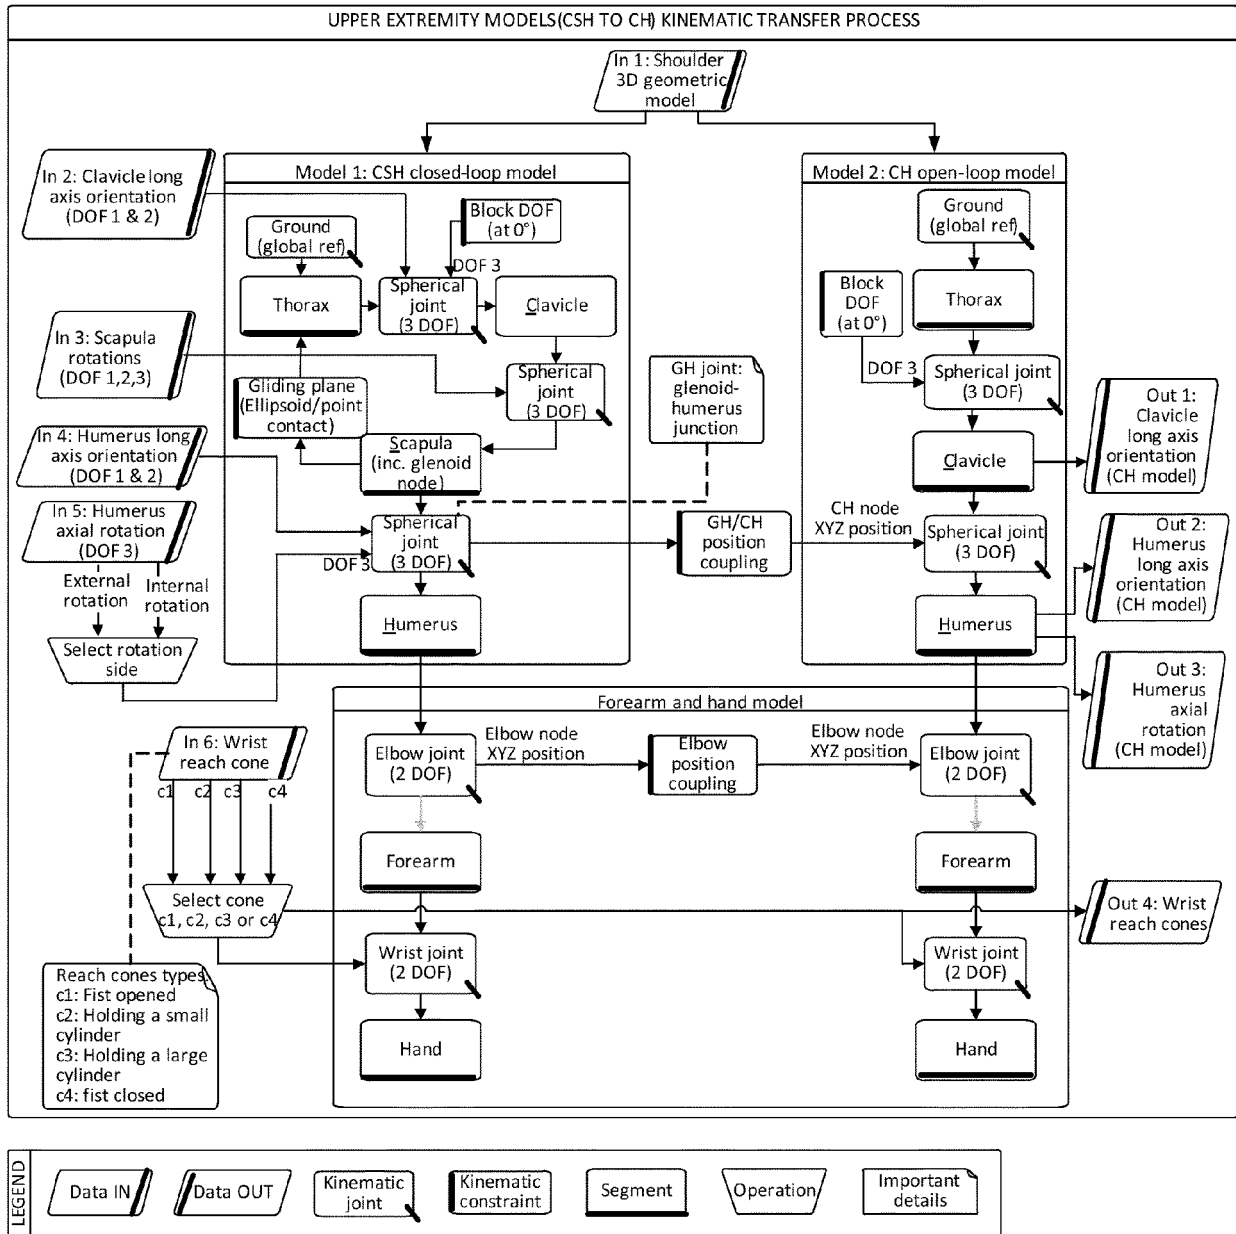 UPPER EXTREMITY MODELS(CSH TO CH) KINEMATIC TRANSFER PROCESS
In 1: Shoulder
3D geometric
model
In 2: Clavicle long
axis orientation
(DOF 1 & 2)
In 3: Scapula
rotations
(DOF 1,2,3)
In 4: Humerus long
axis orientation
(DOF 1 & 2)
In 5: Humerus
axial rotation
(DOF 3)
External
rotation
Internal
rotation
Select rotation
side
Model 1: CSH closed-loop model
Ground
(global ref)
Block DOF
(at 0°)
DOF 3
Thorax
Spherical
joint
(3 DOF)
Clavicle
Spherical
joint
(3 DOF)
Gliding plane
(Ellipsoid/point
contact)
Scapula
(inc. glenoid
node)
Spherical
joint
(3 DOF)
DOF 3
Humerus
GH joint:
glenoid-
humerus
junction
GH/CH
position
coupling
CH node
XYZ position
Model 2: CH open-loop model
Ground
(global ref)
Block
DOF
(at 0°)
Thorax
DOF 3
Spherical joint
(3 DOF)
Clavicle
Spherical joint
(3 DOF)
Humerus
Out 1:
Clavicle
long axis
orientation
(CH model)
Out 2:
Humerus
long axis
orientation
(CH model)
Out 3:
Humerus
axial
rotation
(CH model)
Forearm and hand model
In 6: Wrist
reach cone
c1 c2 c3 c4
Select cone
c1, c2, c3 or c4
Reach cones types:
c1: Fist opened
c2: Holding a small
cylinder
c3: Holding a large
cylinder
c4: fist closed
Elbow joint
(2 DOF)
Elbow node
XYZ position
Elbow
position
coupling
Elbow node
XYZ position
Elbow joint
(2 DOF)
Forearm
Forearm
Wrist joint
(2 DOF)
Wrist joint
(2 DOF)
Hand
Hand
Out 4: Wrist
reach cones
LEGEND
Data IN
Data OUT
Kinematic
joint
Kinematic
constraint
Segment
Operation
Important
details